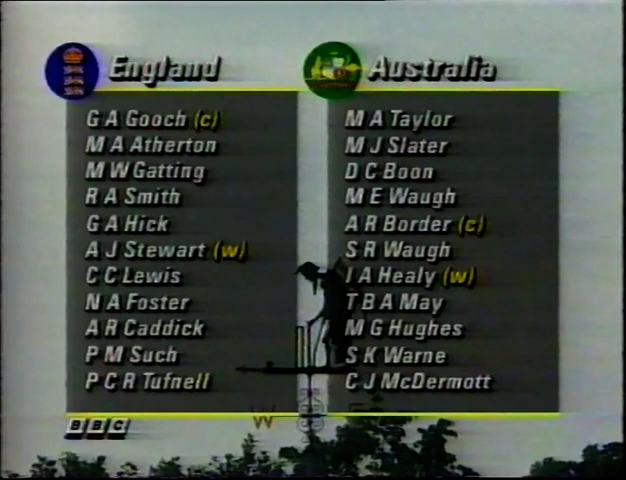 England
G A Gooch (c)
M A Atherton
M W Gatting
R A Smith
G A Hick
A J Stewart (w)
C C Lewis
N A Foster
A R Caddick
P M Such
P C R Tufnell
Australia
M A Taylor
M J Slater
D C Boon
M E Waugh
A R Border (c)
S R Waugh
I A Healy (w)
T B A May
M G Hughes
S K Warne
C J McDermott
BBC
W